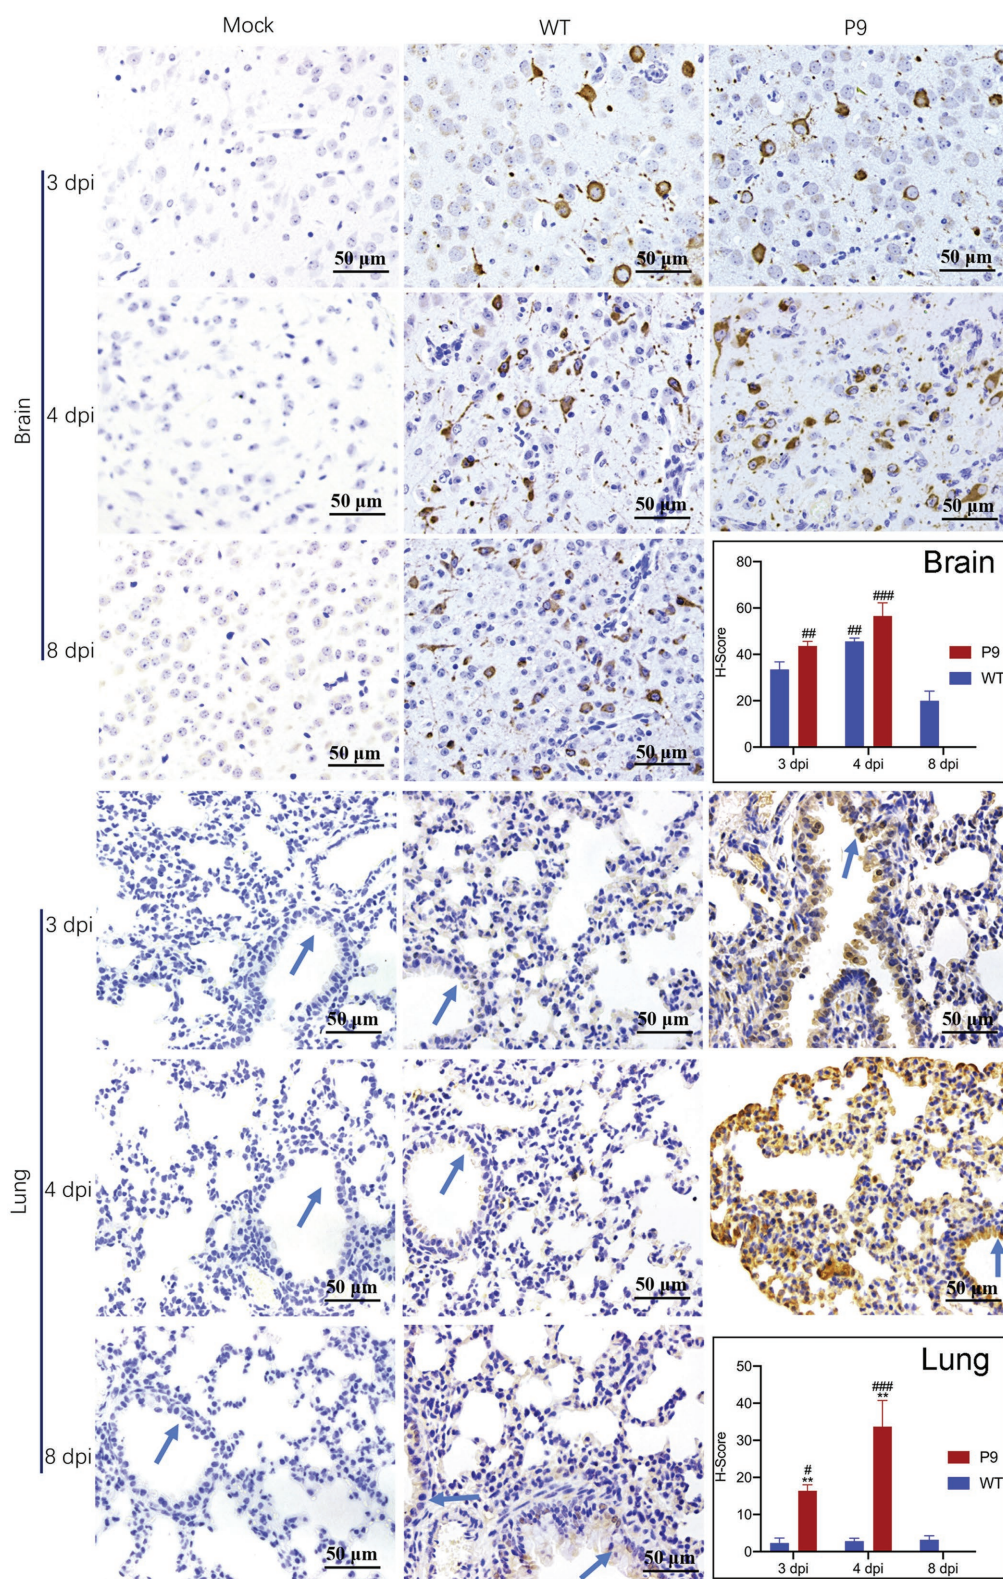 Mock WT P9
Brain
3 dpi
50 µm 50 µm 50 µm
4 dpi
50 µm 50 µm 50 µm
8 dpi
50 µm 50 µm
Brain
H-Score
80
60
40
20
0
## ## ###
P9
WT
3 dpi 4 dpi 8 dpi
Lung
3 dpi
50 µm 50 µm 50 µm
4 dpi
50 µm 50 µm 50 µm
8 dpi
50 µm 50 µm
Lung
H-Score
50
40
30
20
10
0
#
**
###
**
P9
WT
3 dpi 4 dpi 8 dpi